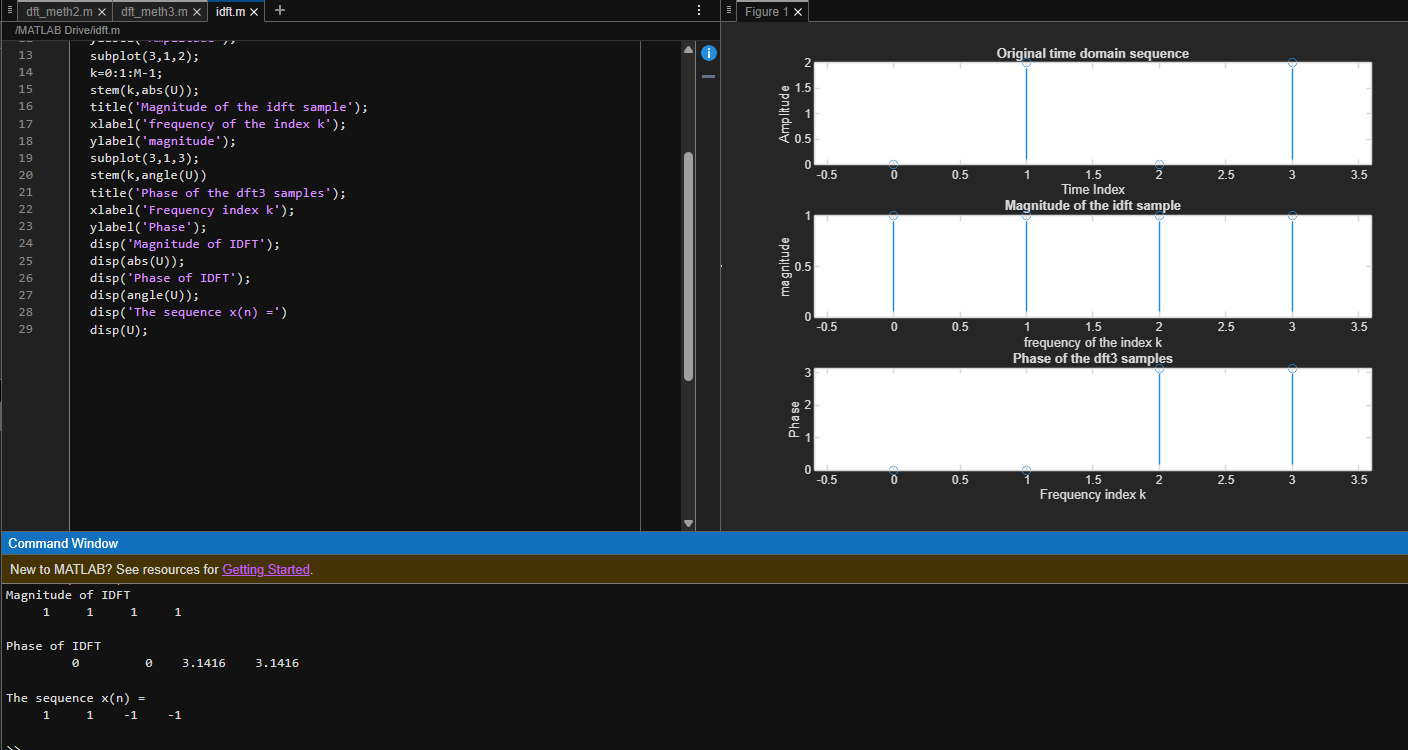 dft_meth2.m × dft_meth3.m × idft.m × +
/MATLAB Drive/idft.m
13 subplot(3,1,2);
14 k=0:1:M-1;
15 stem(k,abs(U));
16 title('Magnitude of the idft sample');
17 xlabel('frequency of the index k');
18 ylabel('magnitude');
19 subplot(3,1,3);
20 stem(k,angle(U))
21 title('Phase of the dft3 samples');
22 xlabel('Frequency index k');
23 ylabel('Phase');
24 disp('Magnitude of IDFT');
25 disp(abs(U));
26 disp('Phase of IDFT');
27 disp(angle(U));
28 disp('The sequence x(n) =')
29 disp(U);
Figure 1 ×
Original time domain sequence
Amplitude
2
1.5
1
0.5
0
-0.5 0 0.5 1 1.5 2 2.5 3 3.5
Time Index
Magnitude of the idft sample
magnitude
1
0.5
0
-0.5 0 0.5 1 1.5 2 2.5 3 3.5
frequency of the index k
Phase of the dft3 samples
Phase
3
2
1
0
-0.5 0 0.5 1 1.5 2 2.5 3 3.5
Frequency index k
Command Window
New to MATLAB? See resources for Getting Started.
Magnitude of IDFT
1 1 1 1
Phase of IDFT
0 0 3.1416 3.1416
The sequence x(n) =
1 1 -1 -1
>>